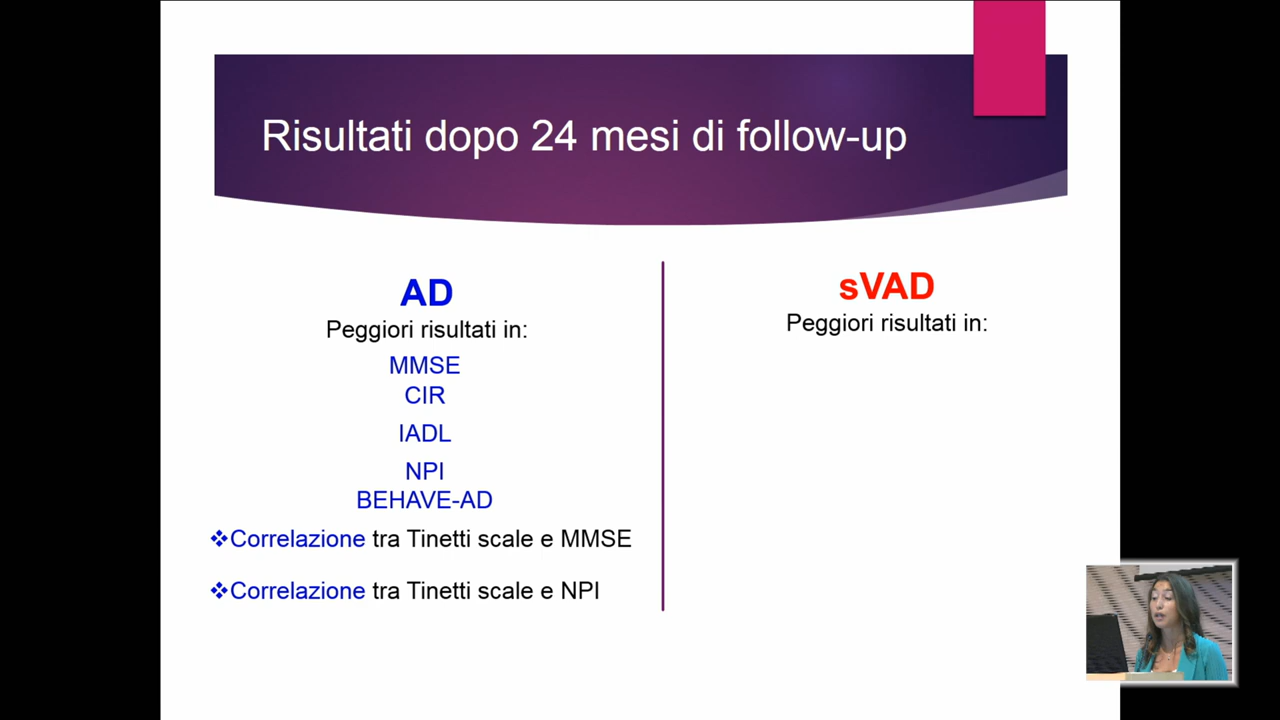 Risultati dopo 24 mesi di follow-up
AD
Peggiori risultati in:
MMSE
CIR
IADL
NPI
BEHAVE-AD
❖Correlazione tra Tinetti scale e MMSE
❖Correlazione tra Tinetti scale e NPI
sVAD
Peggiori risultati in: